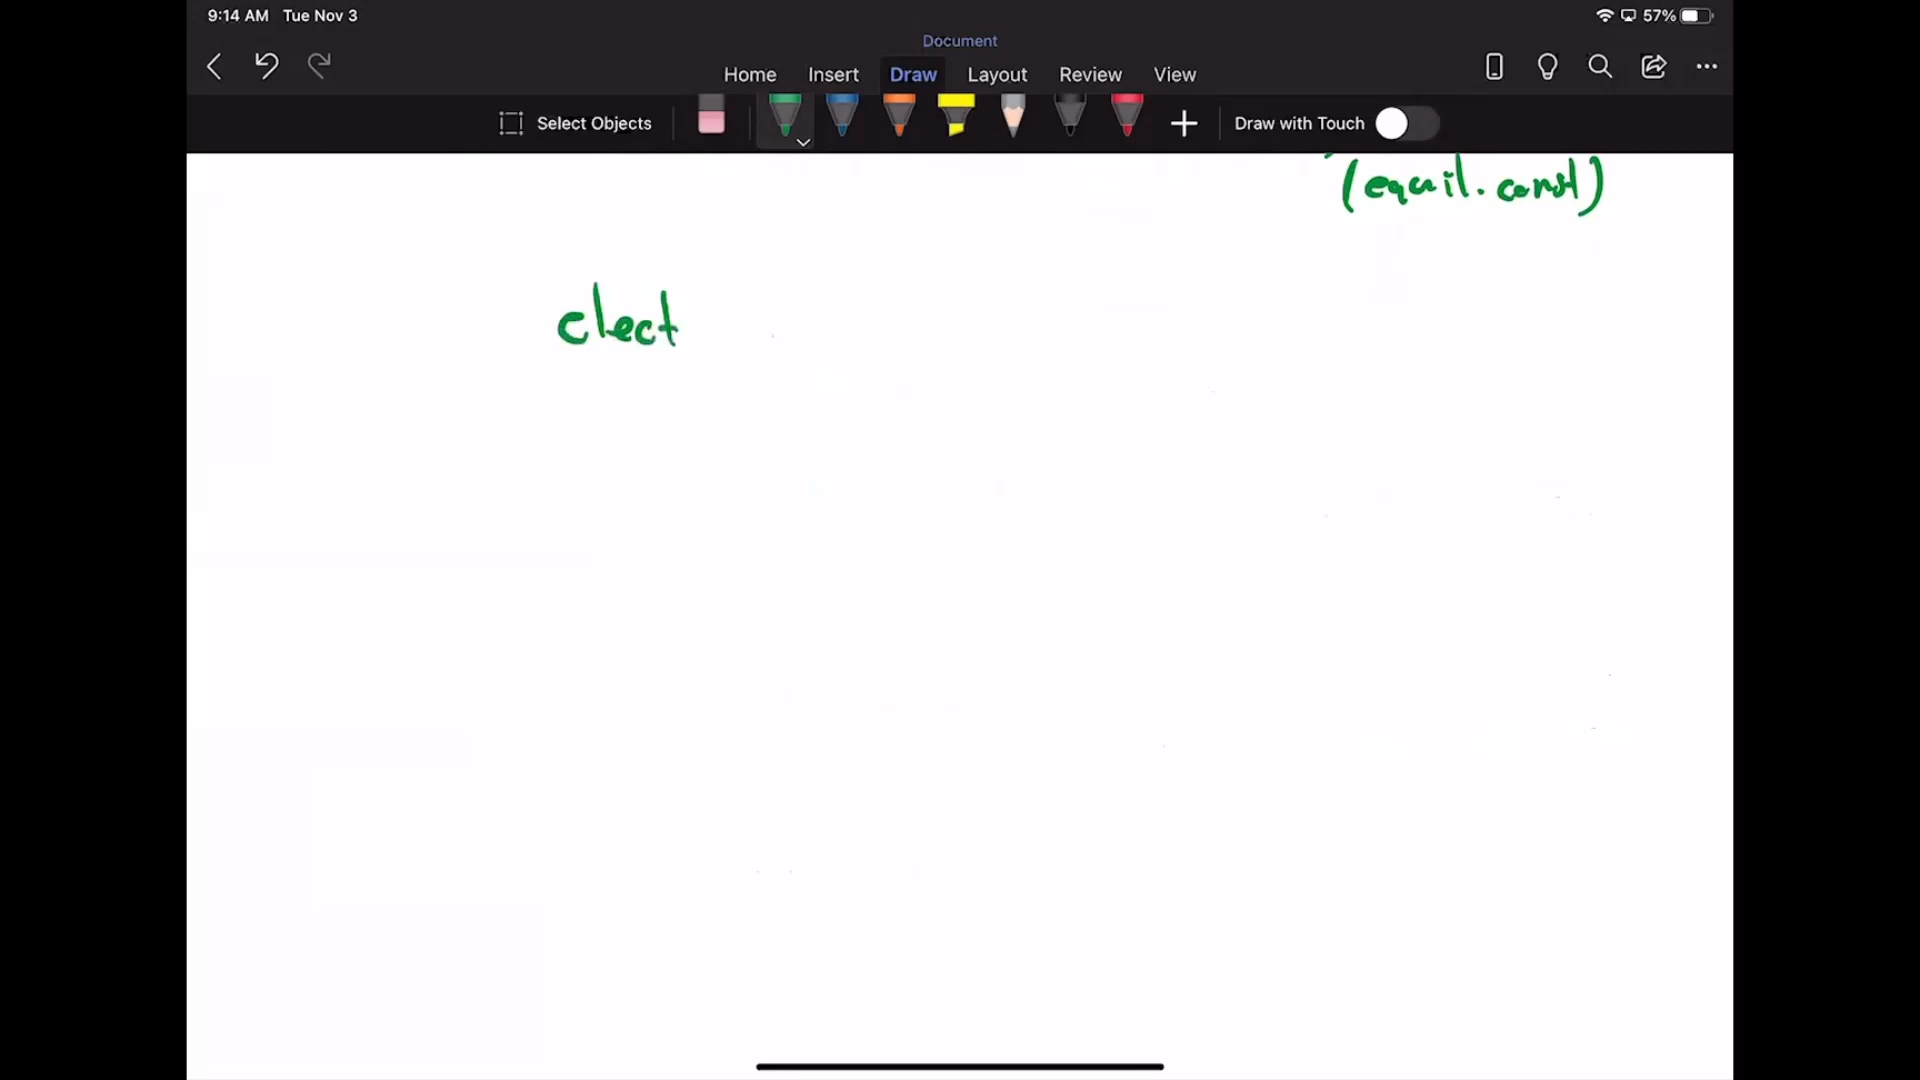 9:14 AM Tue Nov 3
57%
Document
Home Insert Draw Layout Review View
Select Objects
Draw with Touch
(equil. const)
elect